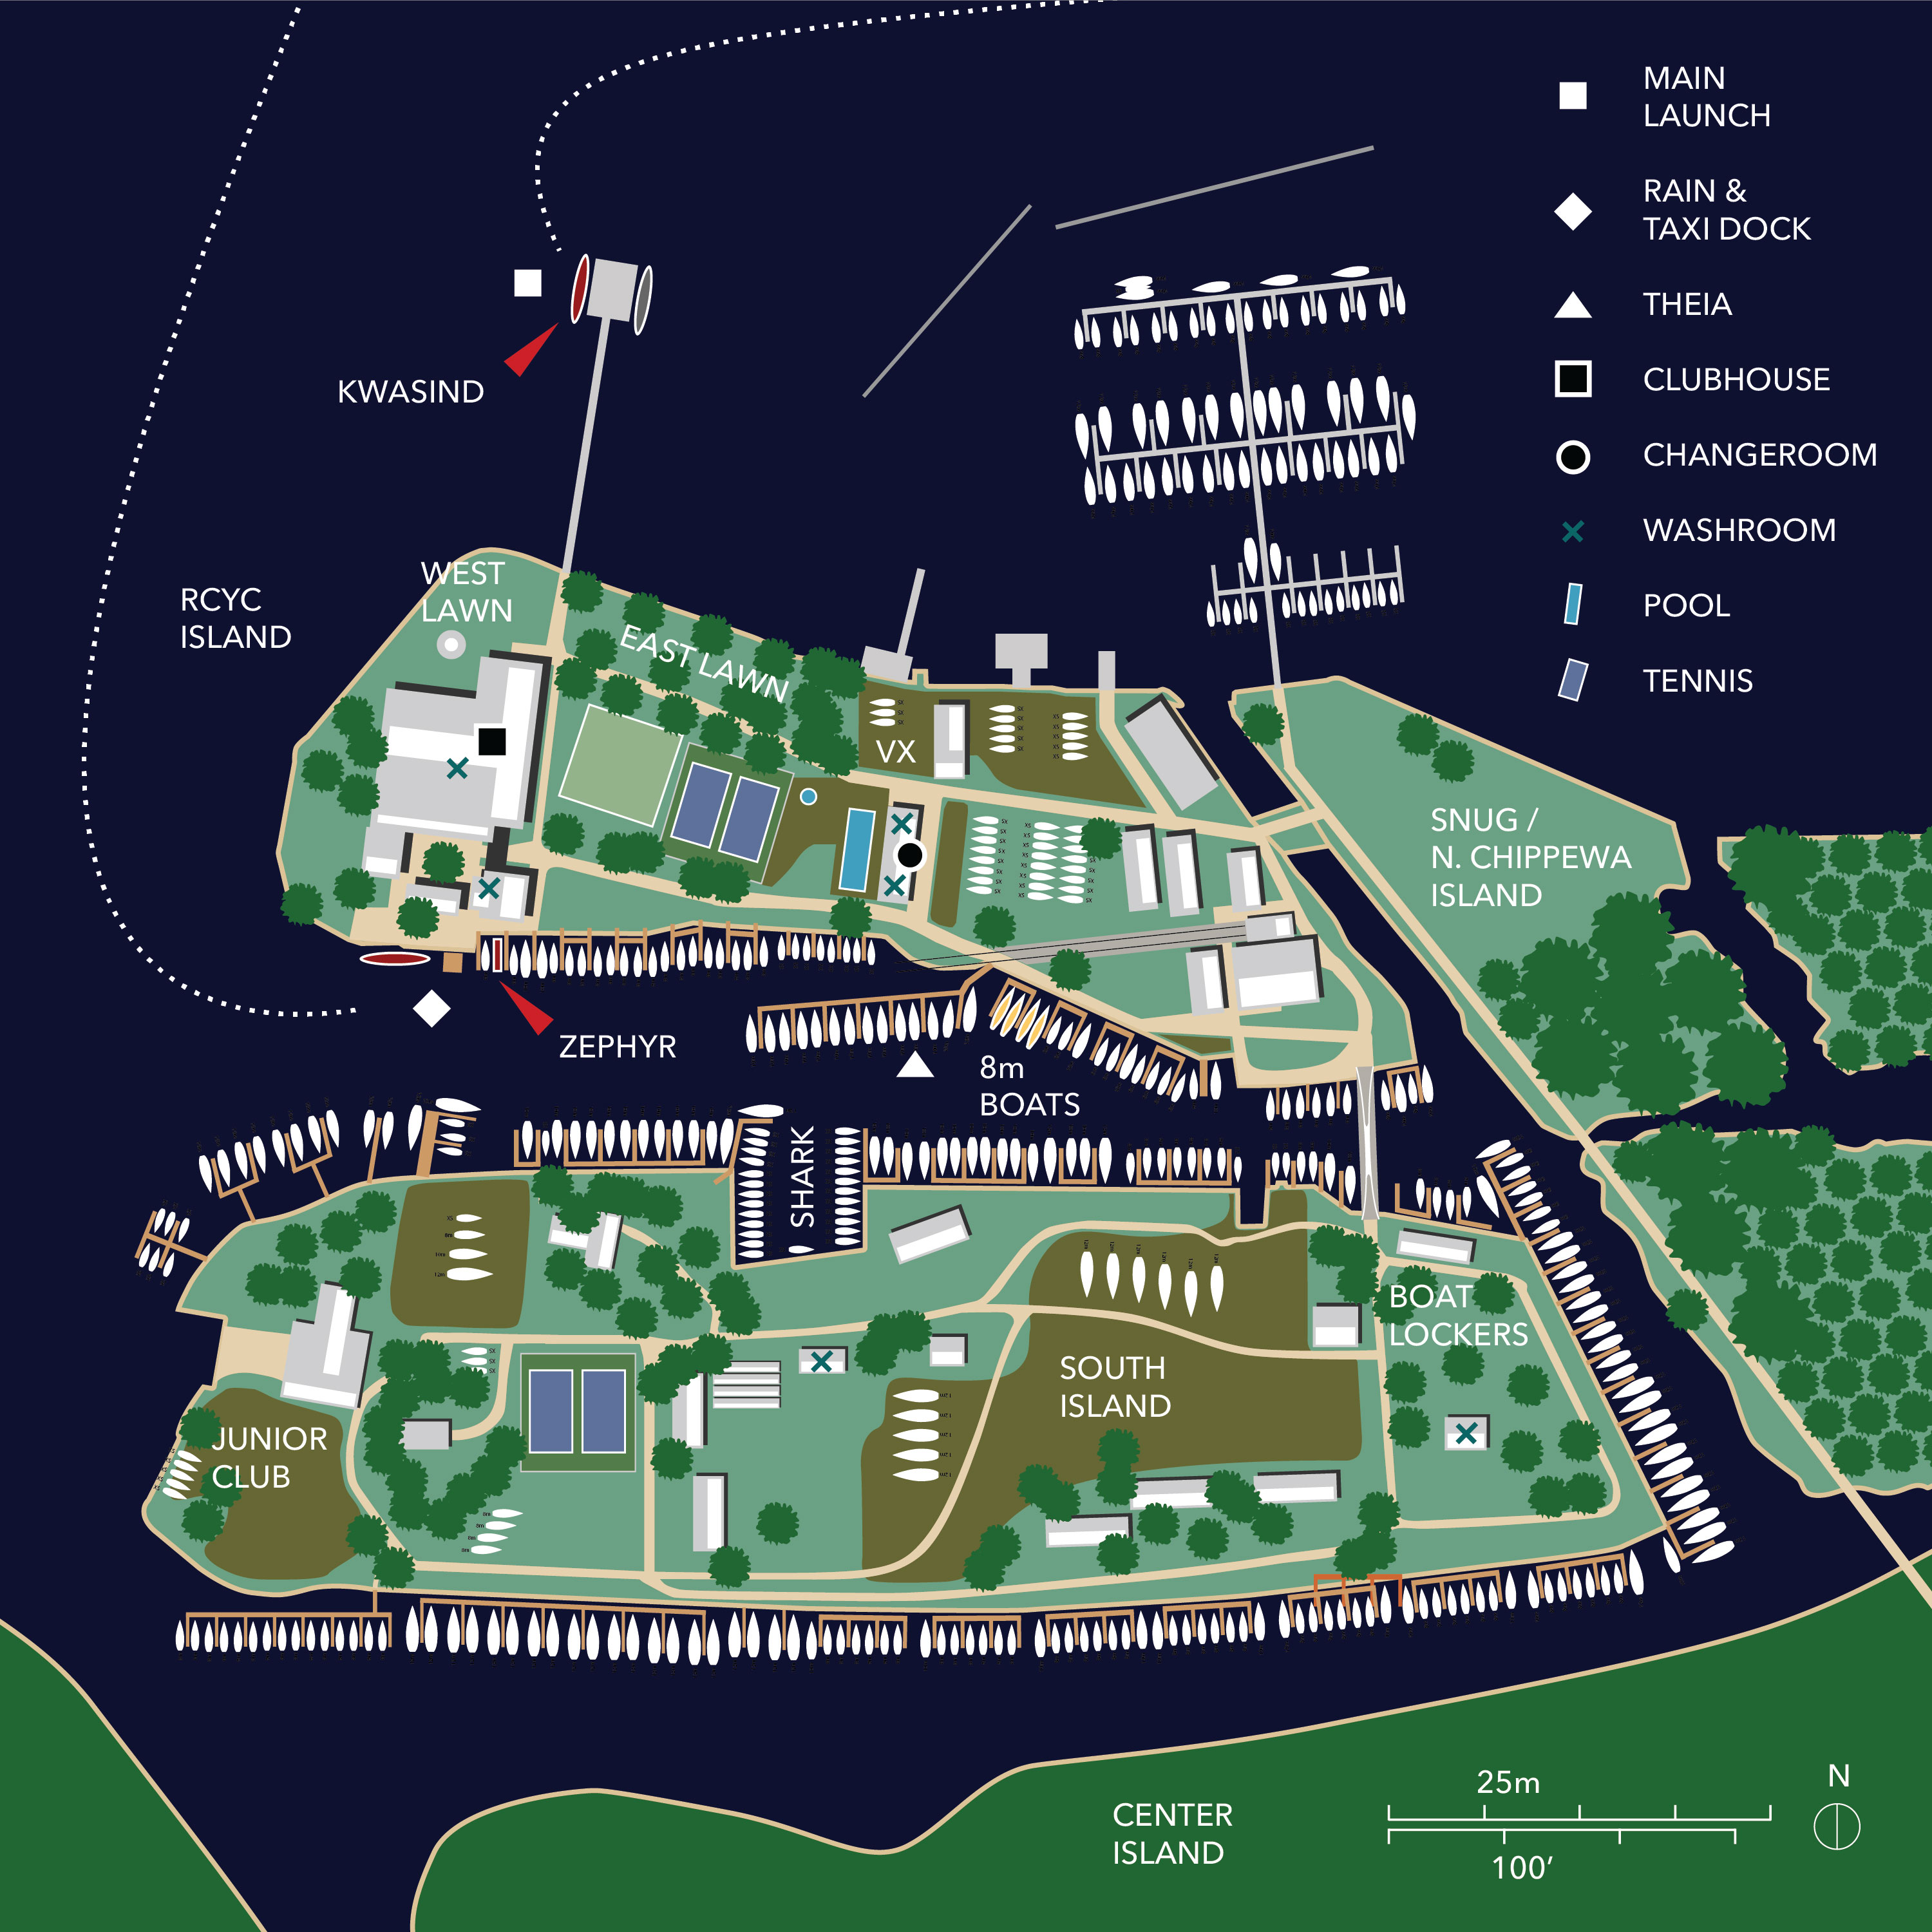 MAIN
LAUNCH
RAIN &
TAXI DOCK
THEIA
CLUBHOUSE
CHANGEROOM
WASHROOM
POOL
TENNIS
KWASIND
WEST
LAWN
RCYC
ISLAND
EAST LAWN
VX
SNUG /
N. CHIPPEWA
ISLAND
ZEPHYR
8m
BOATS
SHARK
BOAT
LOCKERS
SOUTH
ISLAND
JUNIOR
CLUB
CENTER
ISLAND
25m
100’
N